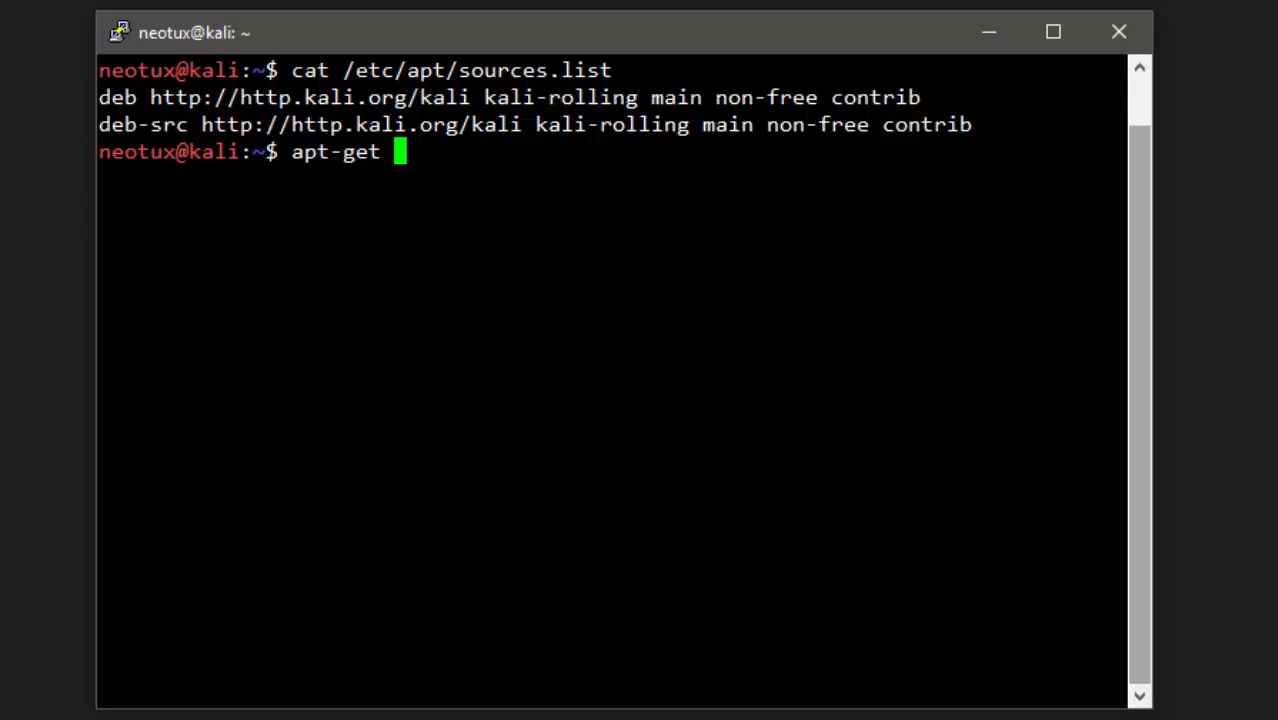 neotux@kali: ~
neotux@kali:~$ cat /etc/apt/sources.list
deb http://http.kali.org/kali kali-rolling main non-free contrib
deb-src http://http.kali.org/kali kali-rolling main non-free contrib
neotux@kali:~$ apt-get